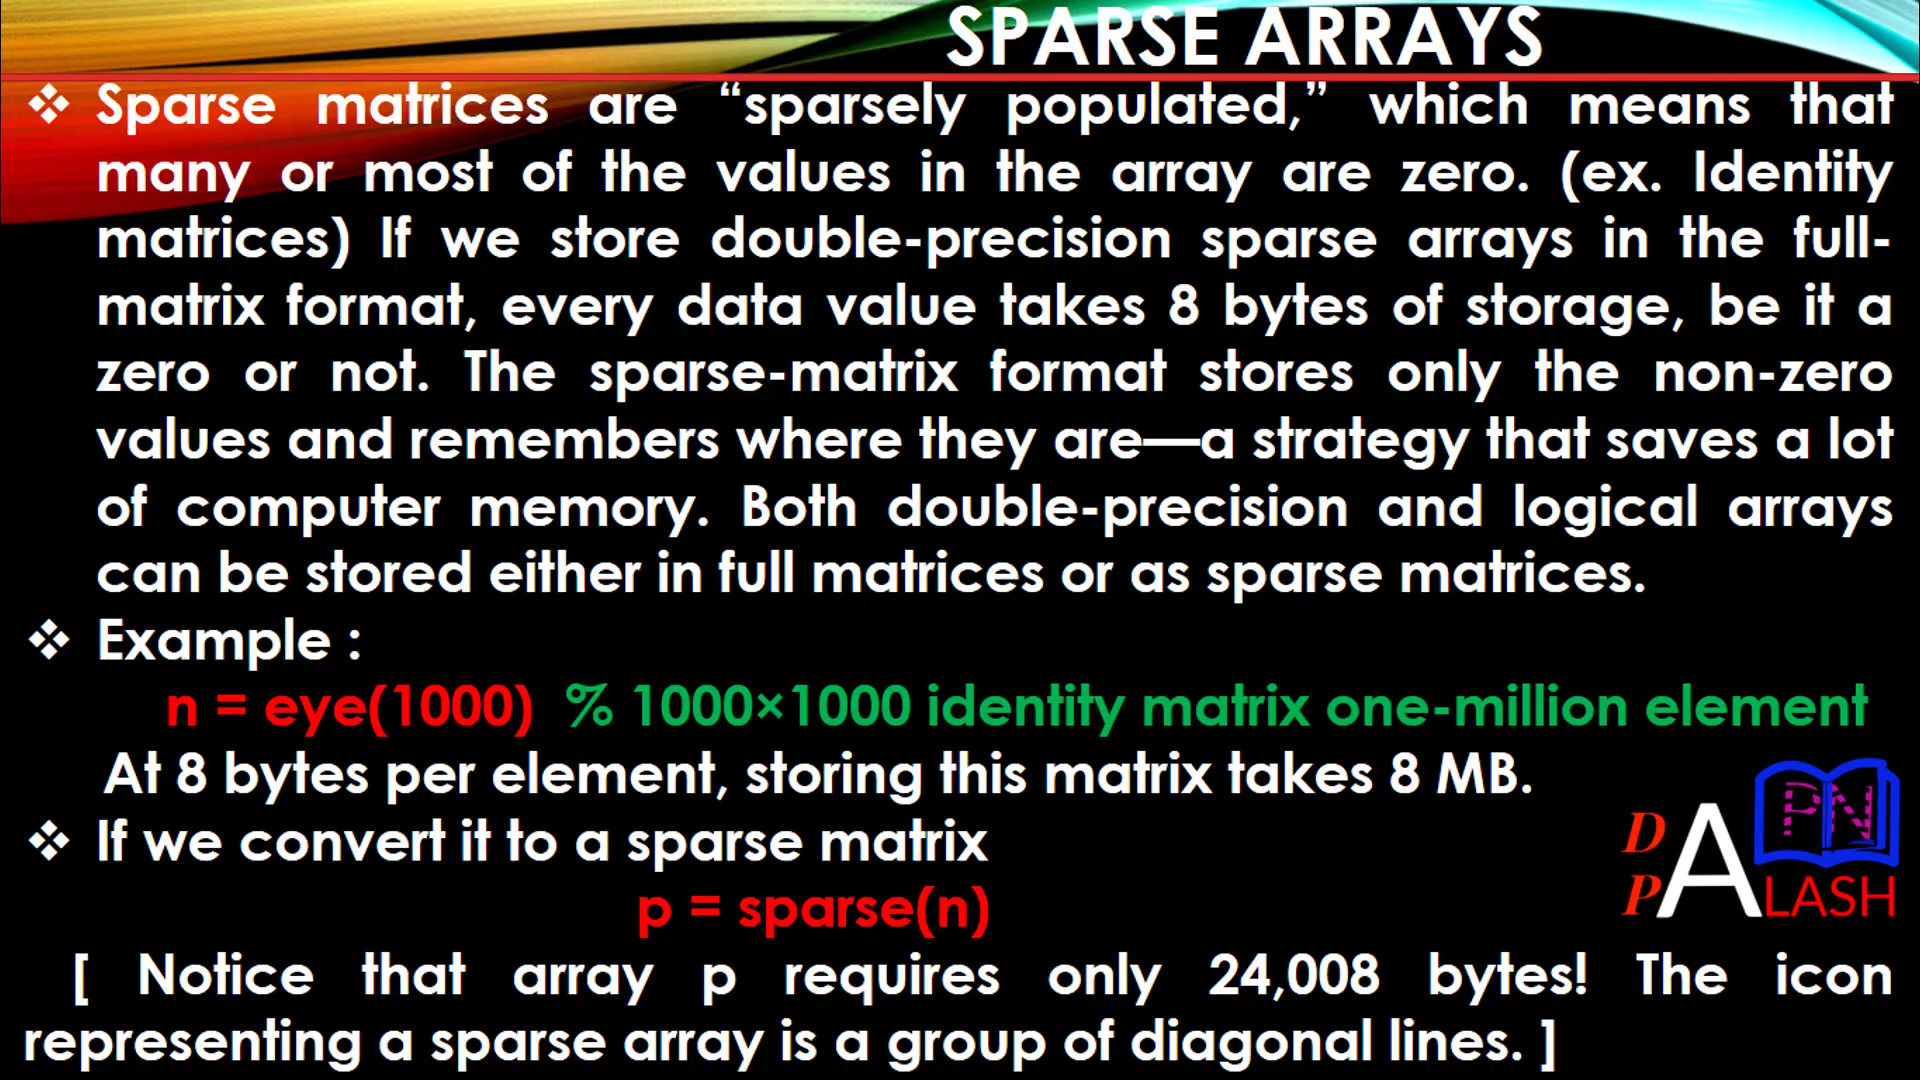 SPARSE ARRAYS
❖ Sparse matrices are “sparsely populated,” which means that
many or most of the values in the array are zero. (ex. Identity
matrices) If we store double-precision sparse arrays in the full-
matrix format, every data value takes 8 bytes of storage, be it a
zero or not. The sparse-matrix format stores only the non-zero
values and remembers where they are—a strategy that saves a lot
of computer memory. Both double-precision and logical arrays
can be stored either in full matrices or as sparse matrices.
❖ Example :
n = eye(1000) % 1000×1000 identity matrix one-million element
At 8 bytes per element, storing this matrix takes 8 MB.
❖ If we convert it to a sparse matrix
p = sparse(n)
[ Notice that array p requires only 24,008 bytes! The icon
representing a sparse array is a group of diagonal lines. ]
PN
D
P ALASH